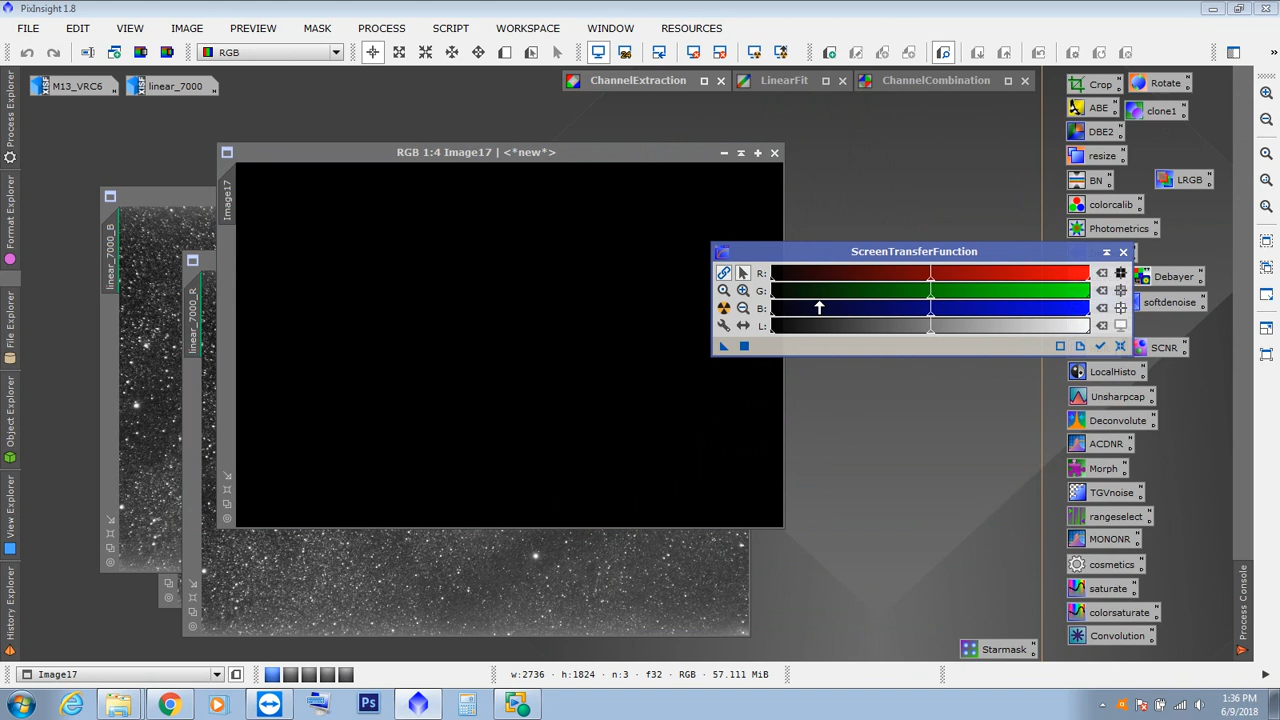 PixInsight 1.8
FILE EDIT VIEW IMAGE PREVIEW MASK PROCESS SCRIPT WORKSPACE WINDOW RESOURCES
RGB
M13_VRC6
linear_7000
ChannelExtraction
LinearFit
ChannelCombination
Process Explorer
Format Explorer
File Explorer
Object Explorer
View Explorer
History Explorer
RGB 1:4 Image17 | <*new*>
Image17
linear_7000_B
linear_7000_R
ScreenTransferFunction
R:
G:
B:
L:
Crop
Rotate
ABE
clone1
DBE2
resize
BN
LRGB
colorcalib
Photometrics
Debayer
softdenoise
SCNR
LocalHisto
Unsharpcap
Deconvolute
ACDNR
Morph
TGVnoise
rangeselect
MONONR
cosmetics
saturate
colorsaturate
Convolution
Starmask
Process Console
Image17
w:2736 h:1824 n:3 f32 RGB 57.111 MiB
Ps
1:36 PM
6/9/2018